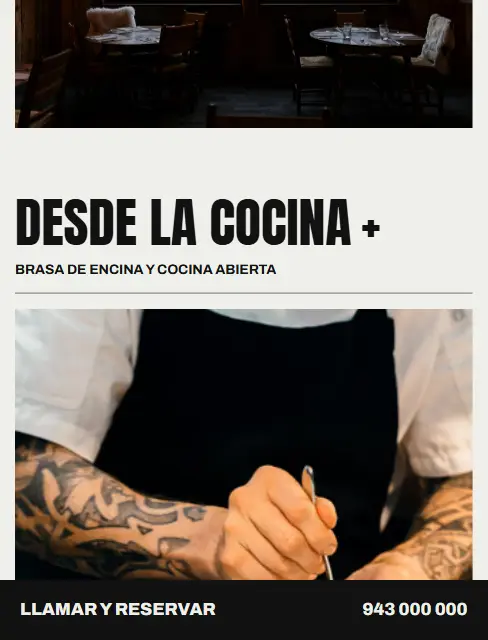 DESDE LA COCINA +
BRASA DE ENCINA Y COCINA ABIERTA
LLAMAR Y RESERVAR
943 000 000